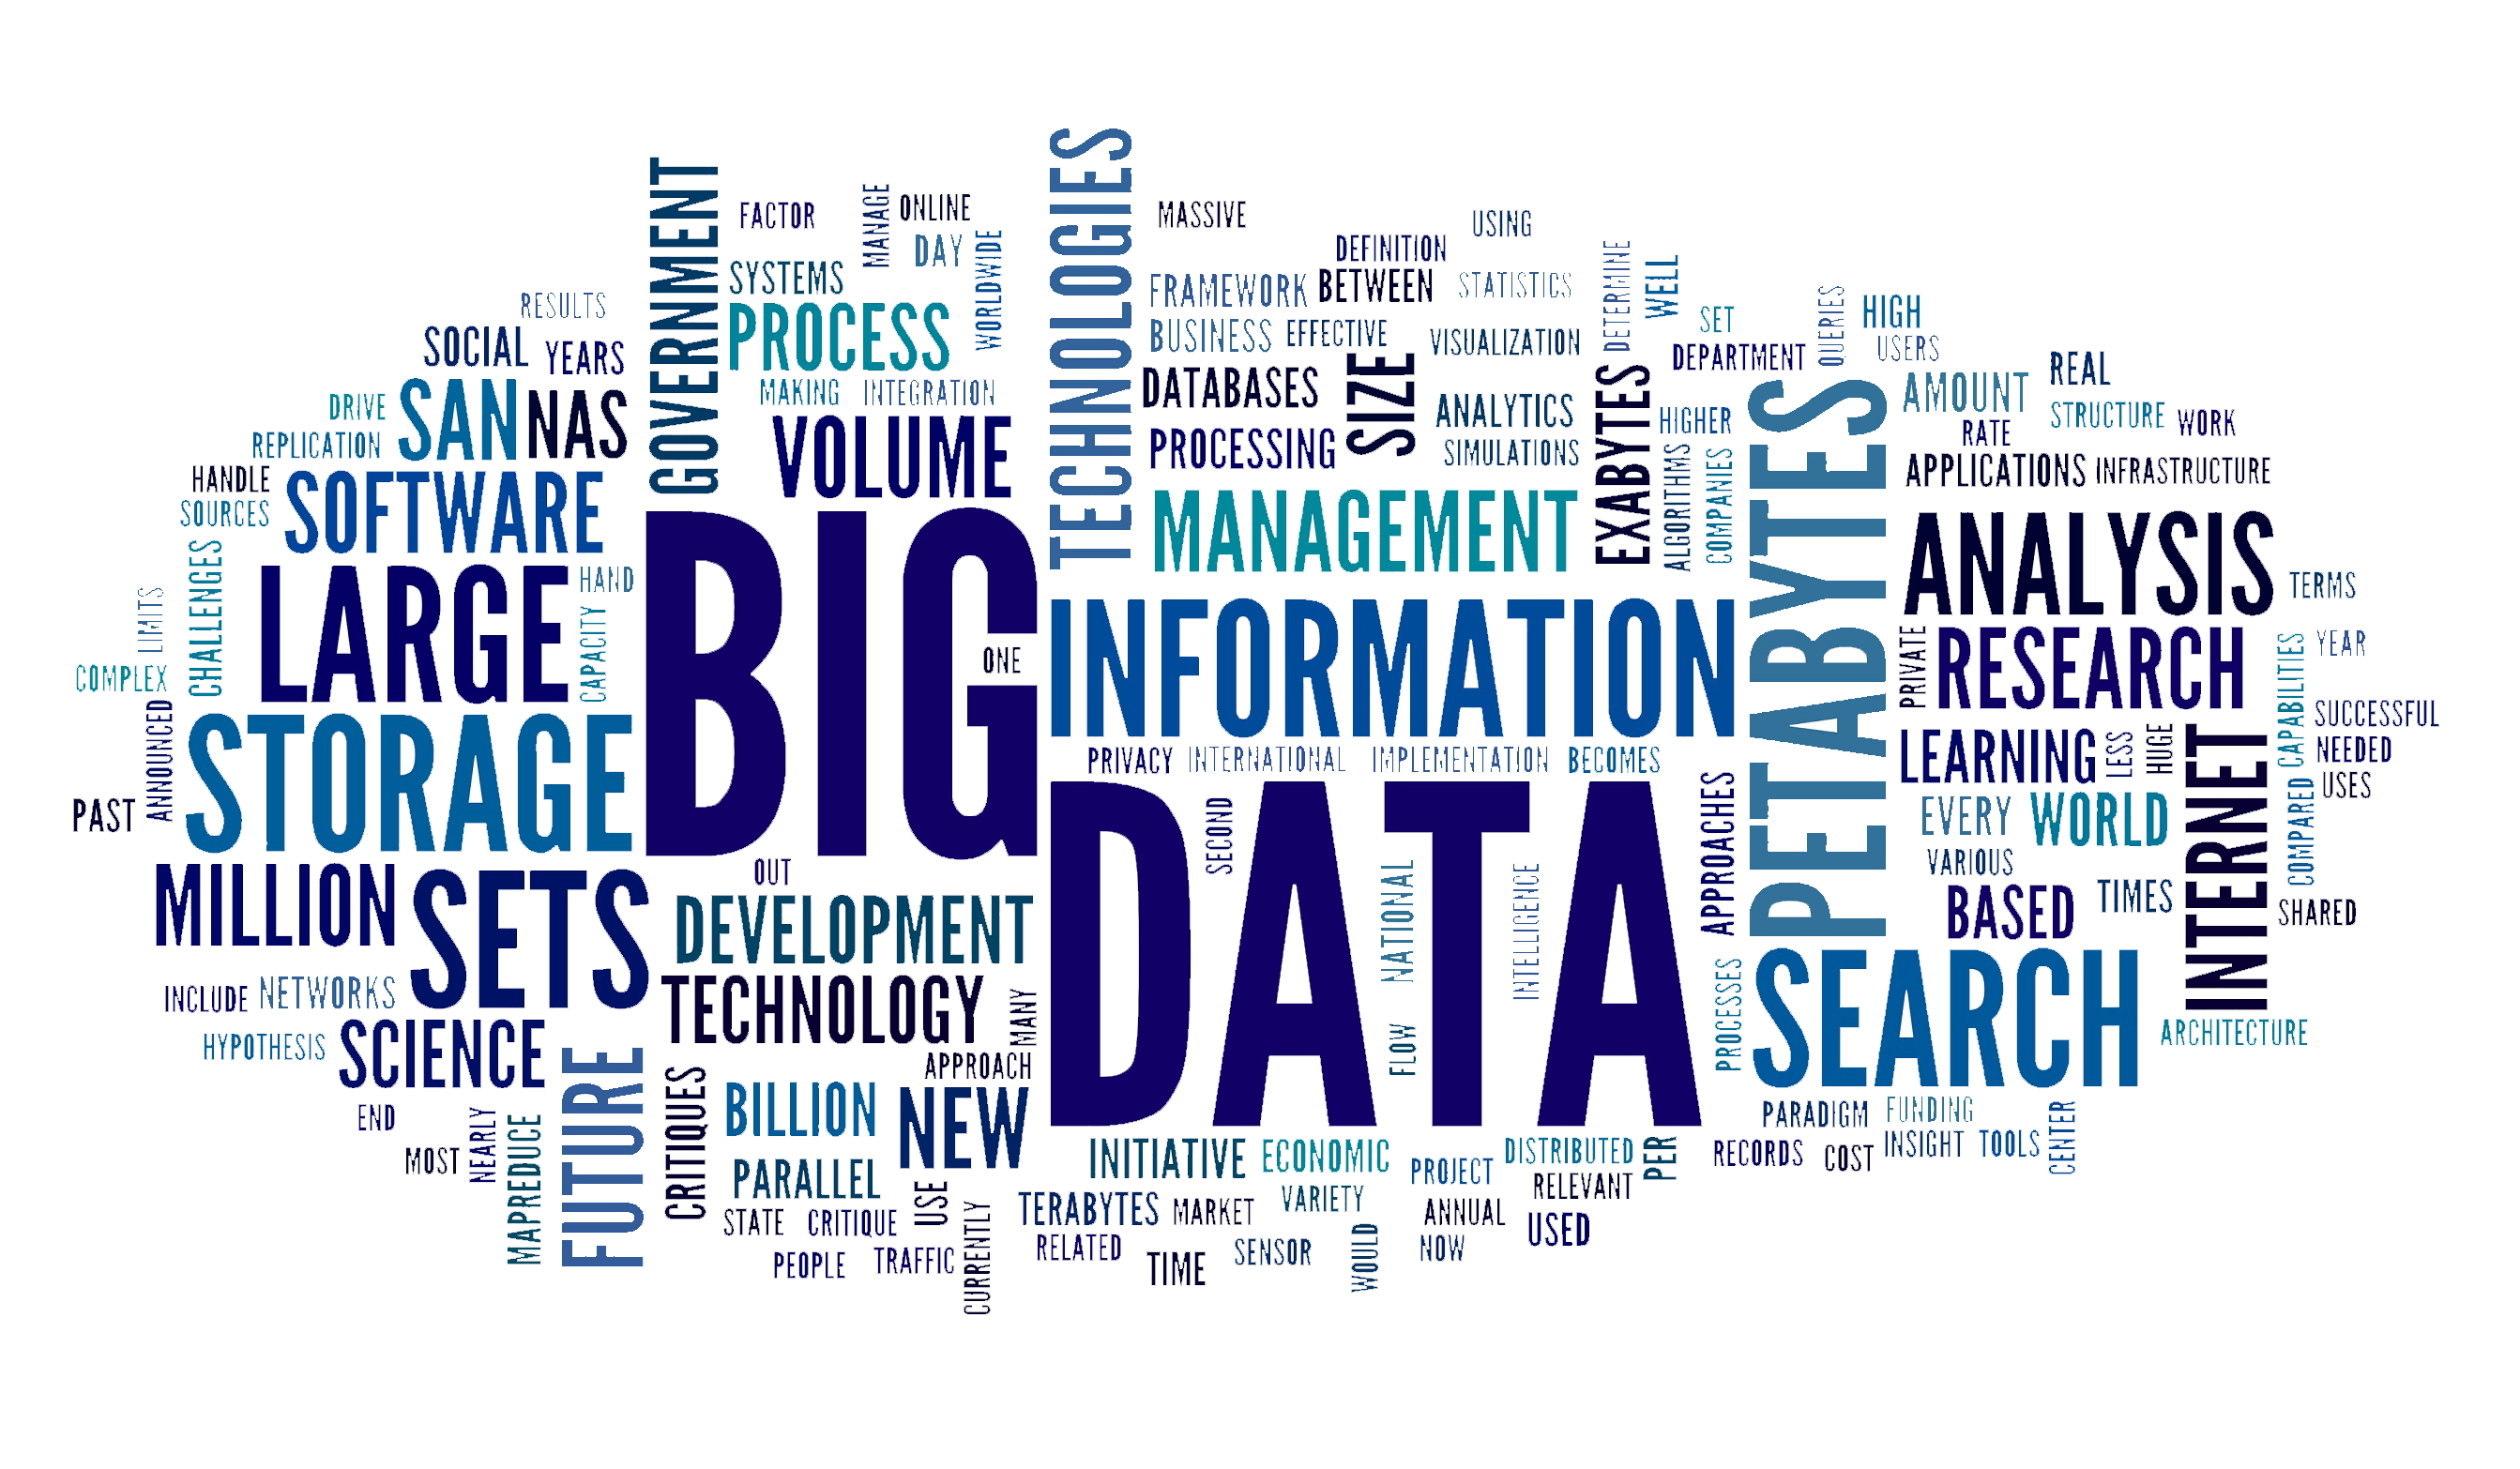 GOVERNMENT
FACTOR
MANAGE
ONLINE
DAY
WORLDWIDE
SYSTEMS
PROCESS
MAKING
INTEGRATION
VOLUME
TECHNOLOGIES
MASSIVE
USING
DEFINITION
FRAMEWORK
BETWEEN
STATISTICS
BUSINESS
EFFECTIVE
VISUALIZATION
DATABASES
SIZE
ANALYTICS
PROCESSING
SIMULATIONS
MANAGEMENT
DETERMINE
WELL
EXABYTES
SET
DEPARTMENT
QUERIES
HIGH
USERS
HIGHER
ALGORITHMS
COMPANIES
PETABYTES
AMOUNT
REAL
STRUCTURE
WORK
RATE
APPLICATIONS
INFRASTRUCTURE
RESULTS
SOCIAL
YEARS
DRIVE
SAN
NAS
REPLICATION
HANDLE
SOURCES
SOFTWARE
CHALLENGES
LIMITS
COMPLEX
LARGE
HAND
CAPACITY
BIG
ONE
INFORMATION
ANALYSIS
TERMS
PRIVATE
RESEARCH
CAPABILITIES
YEAR
ANNOUNCED
PAST
STORAGE
PRIVACY
INTERNATIONAL
IMPLEMENTATION
BECOMES
LEARNING
LESS
HUGE
INTERNET
SUCCESSFUL
NEEDED
USES
COMPARED
APPROACHES
EVERY
WORLD
VARIOUS
BASED
TIMES
SHARED
DATA
SECOND
NATIONAL
INTELLIGENCE
FLOW
MILLION
SETS
OUT
DEVELOPMENT
TECHNOLOGY
MANY
APPROACH
INCLUDE
NETWORKS
HYPOTHESIS
SCIENCE
PROCESSES
SEARCH
ARCHITECTURE
END
MOST
NEARLY
MAPREDUCE
FUTURE
CRITIQUES
BILLION
NEW
PARALLEL
USE
STATE
CRITIQUE
PEOPLE
TRAFFIC
CURRENTLY
INITIATIVE
ECONOMIC
PROJECT
DISTRIBUTED
PER
RELEVANT
TERABYTES
MARKET
VARIETY
ANNUAL
USED
RELATED
TIME
SENSOR
WOULD
NOW
PARADIGM
FUNDING
RECORDS
COST
INSIGHT
TOOLS
CENTER